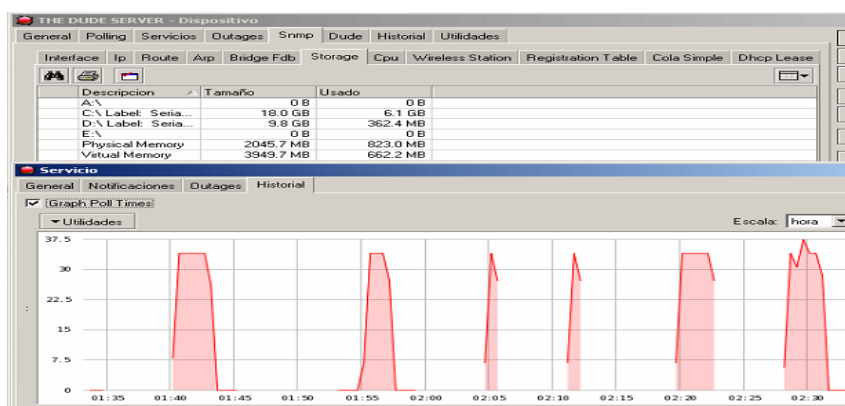 THE DUDE SERVER - Dispositivo
General Polling Servicios Outages Snmp Dude Historial Utilidades
Interface Ip Route Arp Bridge Fdb Storage Cpu Wireless Station Registration Table Cola Simple Dhcp Lease
Descripcion Tamaño Usado
A:\ 0 B 0 B
C:\ Label: Seria... 18.0 GB 6.1 GB
D:\ Label: Seria... 9.8 GB 362.4 MB
E:\ 0 B 0 B
Physical Memory 2045.7 MB 823.0 MB
Virtual Memory 3949.7 MB 662.2 MB
Servicio
General Notificaciones Outages Historial
Graph Poll Times
Utilidades Escala: hora
37.5
30
22.5
15
7.5
0
01:35 01:40 01:45 01:50 01:55 02:00 02:05 02:10 02:15 02:20 02:25 02:30